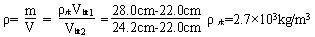 ρ= m/V = ρ水V排1/V排2 = 28.0cm-22.0cm/24.2cm-22.0cm ρ水=2.7×10³kg/m³